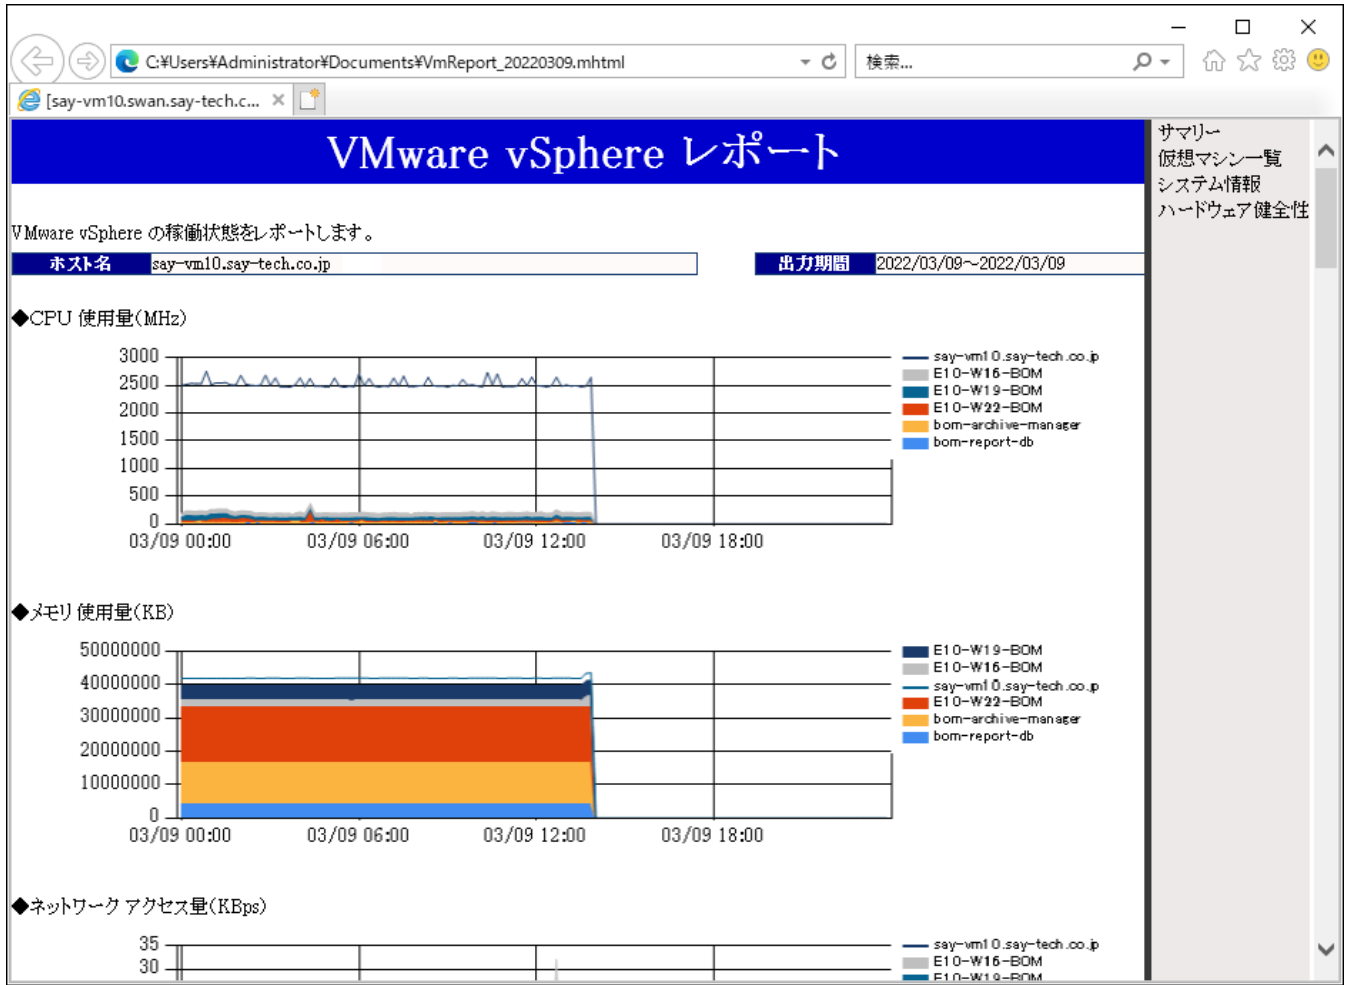 C:¥Users¥Administrator¥Documents¥VmReport_20220309.mhtml
検索...
[say-vm10.swan.say-tech.c...
VMware vSphere レポート
サマリー
仮想マシン一覧
システム情報
ハードウェア健全性
VMware vSphere の稼働状態をレポートします。
ホスト名 say-vm10.say-tech.co.jp 出力期間 2022/03/09～2022/03/09
◆CPU 使用量(MHz)
3000
2500
2000
1500
1000
500
0
03/09 00:00 03/09 06:00 03/09 12:00 03/09 18:00
say-vm10.say-tech.co.jp
E10-W16-BOM
E10-W19-BOM
E10-W22-BOM
bom-archive-manager
bom-report-db
◆メモリ 使用量(KB)
50000000
40000000
30000000
20000000
10000000
0
03/09 00:00 03/09 06:00 03/09 12:00 03/09 18:00
E10-W19-BOM
E10-W16-BOM
say-vm10.say-tech.co.jp
E10-W22-BOM
bom-archive-manager
bom-report-db
◆ネットワーク アクセス量(KBps)
35
30
say-vm10.say-tech.co.jp
E10-W16-BOM
E10-W19-BOM